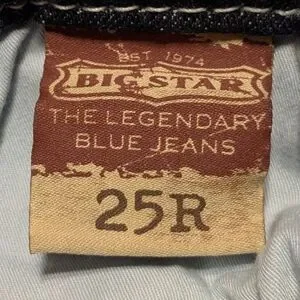 EST 1974
BIG STAR
THE LEGENDARY
BLUE JEANS
25R